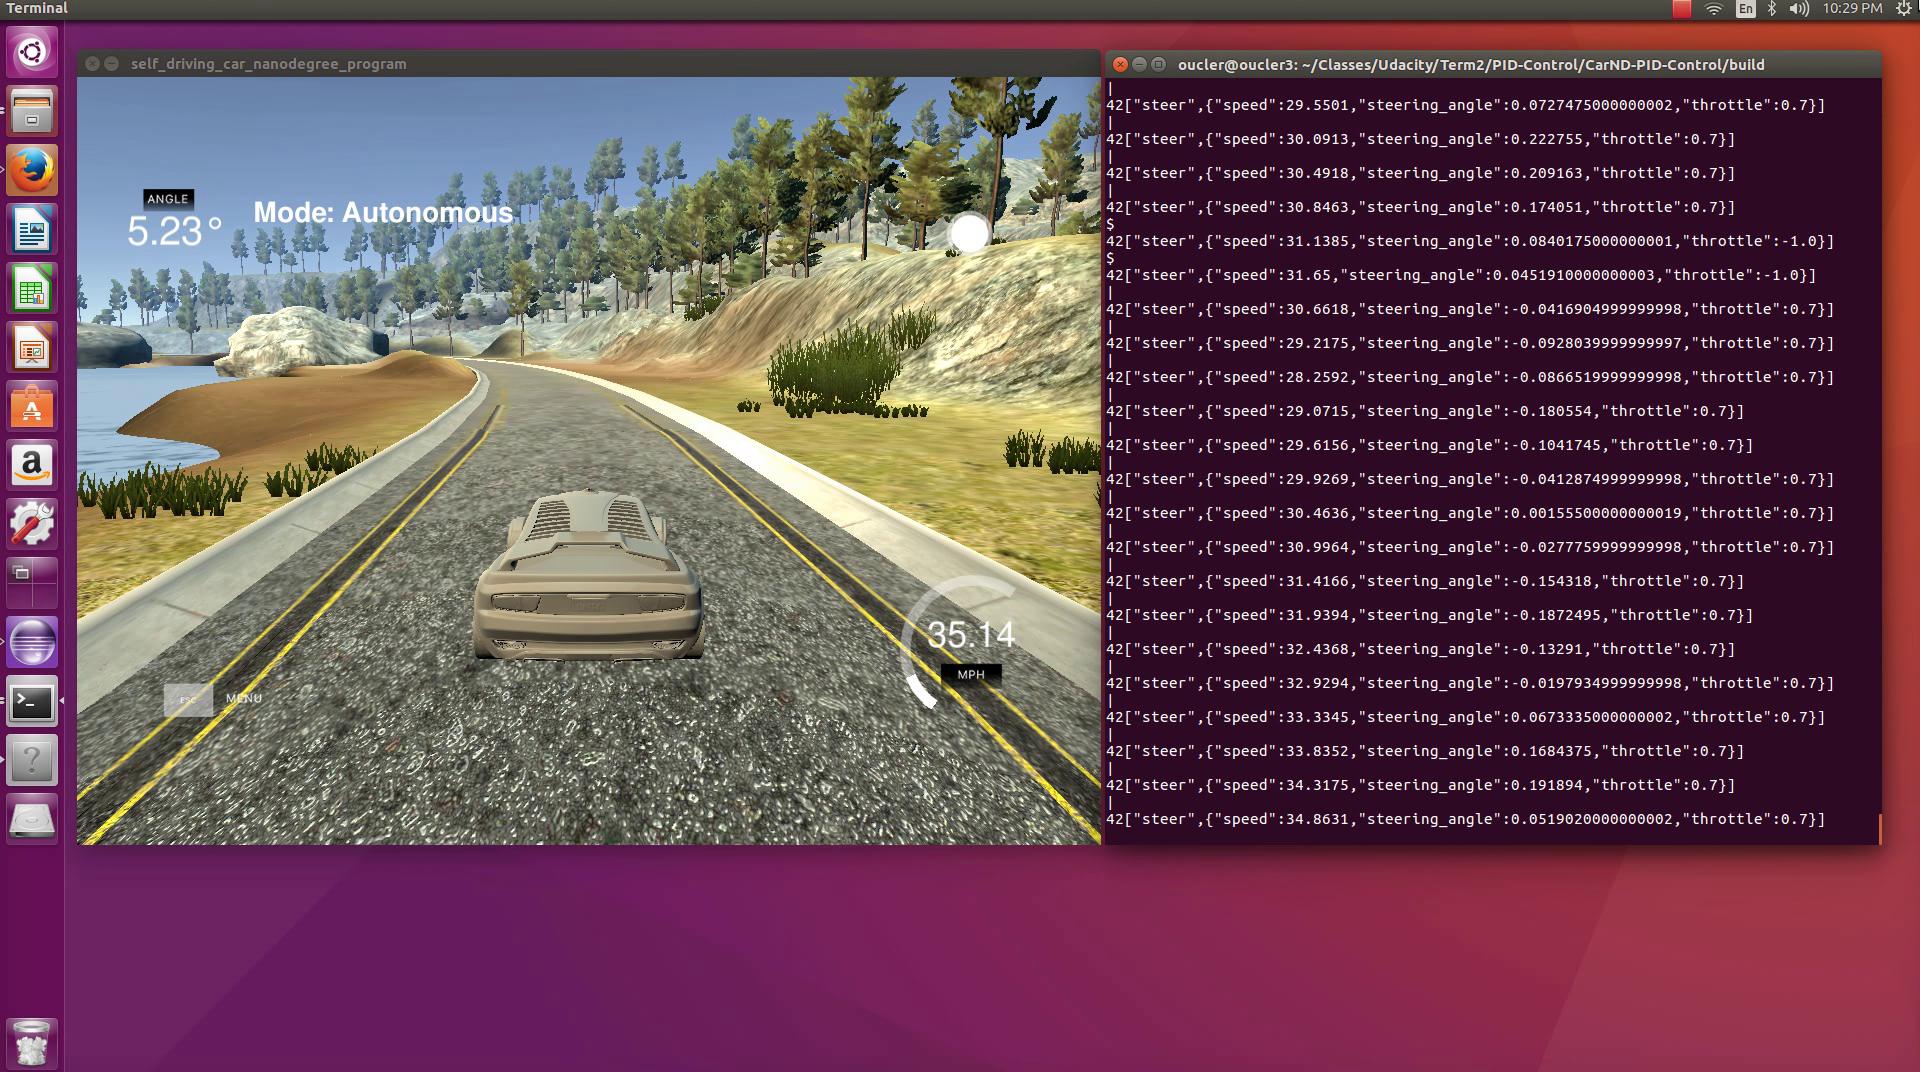 Terminal
En
10:29 PM
self_driving_car_nanodegree_program
ANGLE
5.23°
Mode: Autonomous
35.14
MPH
ESC
MENU
a
oucler@oucler3: ~/Classes/Udacity/Term2/PID-Control/CarND-PID-Control/build
|
42["steer",{"speed":29.5501,"steering_angle":0.0727475000000002,"throttle":0.7}]
|
42["steer",{"speed":30.0913,"steering_angle":0.222755,"throttle":0.7}]
|
42["steer",{"speed":30.4918,"steering_angle":0.209163,"throttle":0.7}]
|
42["steer",{"speed":30.8463,"steering_angle":0.174051,"throttle":0.7}]
$
42["steer",{"speed":31.1385,"steering_angle":0.0840175000000001,"throttle":-1.0}]
$
42["steer",{"speed":31.65,"steering_angle":0.0451910000000003,"throttle":-1.0}]
|
42["steer",{"speed":30.6618,"steering_angle":-0.0416904999999998,"throttle":0.7}]
|
42["steer",{"speed":29.2175,"steering_angle":-0.0928039999999997,"throttle":0.7}]
|
42["steer",{"speed":28.2592,"steering_angle":-0.0866519999999998,"throttle":0.7}]
|
42["steer",{"speed":29.0715,"steering_angle":-0.180554,"throttle":0.7}]
|
42["steer",{"speed":29.6156,"steering_angle":-0.1041745,"throttle":0.7}]
|
42["steer",{"speed":29.9269,"steering_angle":-0.0412874999999998,"throttle":0.7}]
|
42["steer",{"speed":30.4636,"steering_angle":0.00155500000000019,"throttle":0.7}]
|
42["steer",{"speed":30.9964,"steering_angle":-0.0277759999999998,"throttle":0.7}]
|
42["steer",{"speed":31.4166,"steering_angle":-0.154318,"throttle":0.7}]
|
42["steer",{"speed":31.9394,"steering_angle":-0.1872495,"throttle":0.7}]
|
42["steer",{"speed":32.4368,"steering_angle":-0.13291,"throttle":0.7}]
|
42["steer",{"speed":32.9294,"steering_angle":-0.0197934999999998,"throttle":0.7}]
|
42["steer",{"speed":33.3345,"steering_angle":0.0673335000000002,"throttle":0.7}]
|
42["steer",{"speed":33.8352,"steering_angle":0.1684375,"throttle":0.7}]
|
42["steer",{"speed":34.3175,"steering_angle":0.191894,"throttle":0.7}]
|
42["steer",{"speed":34.8631,"steering_angle":0.0519020000000002,"throttle":0.7}]